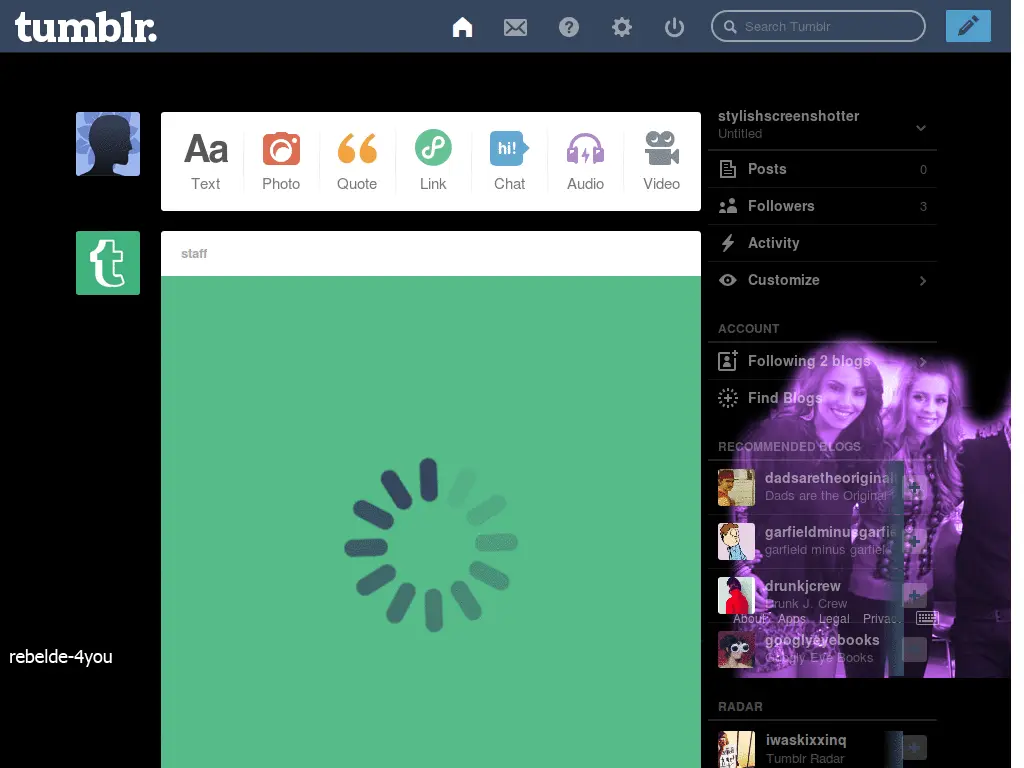 tumblr.
Search Tumblr
Aa
Text
Photo
Quote
Link
hi!
Chat
Audio
Video
stylishscreenshotter
Untitled
Posts 0
Followers 3
Activity
Customize
staff
ACCOUNT
Following 2 blogs
Find Blogs
RECOMMENDED BLOGS
dadsaretheoriginal
Dads are the Original
garfieldminusgarfie
garfield minus garfield
drunkjcrew
Drunk J. Crew
About Apps Legal Privac
googlyeyebooks
Googly Eye Books
RADAR
iwaskixxinq
Tumblr Radar
rebelde-4you